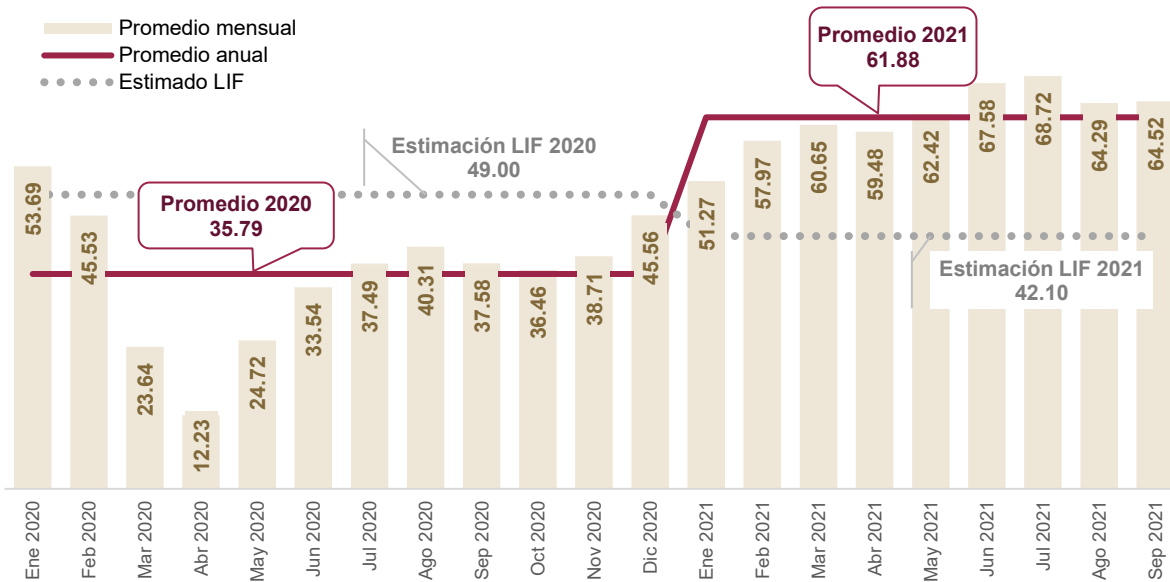 Promedio mensual
Promedio anual
Estimado LIF
Promedio 2021
61.88
Estimación LIF 2020
49.00
Promedio 2020
35.79
Estimación LIF 2021
42.10
53.69
45.53
23.64
12.23
24.72
33.54
37.49
40.31
37.58
36.46
38.71
45.56
51.27
57.97
60.65
59.48
62.42
67.58
68.72
64.29
64.52
Ene 2020
Feb 2020
Mar 2020
Abr 2020
May 2020
Jun 2020
Jul 2020
Ago 2020
Sep 2020
Oct 2020
Nov 2020
Dic 2020
Ene 2021
Feb 2021
Mar 2021
Abr 2021
May 2021
Jun 2021
Jul 2021
Ago 2021
Sep 2021